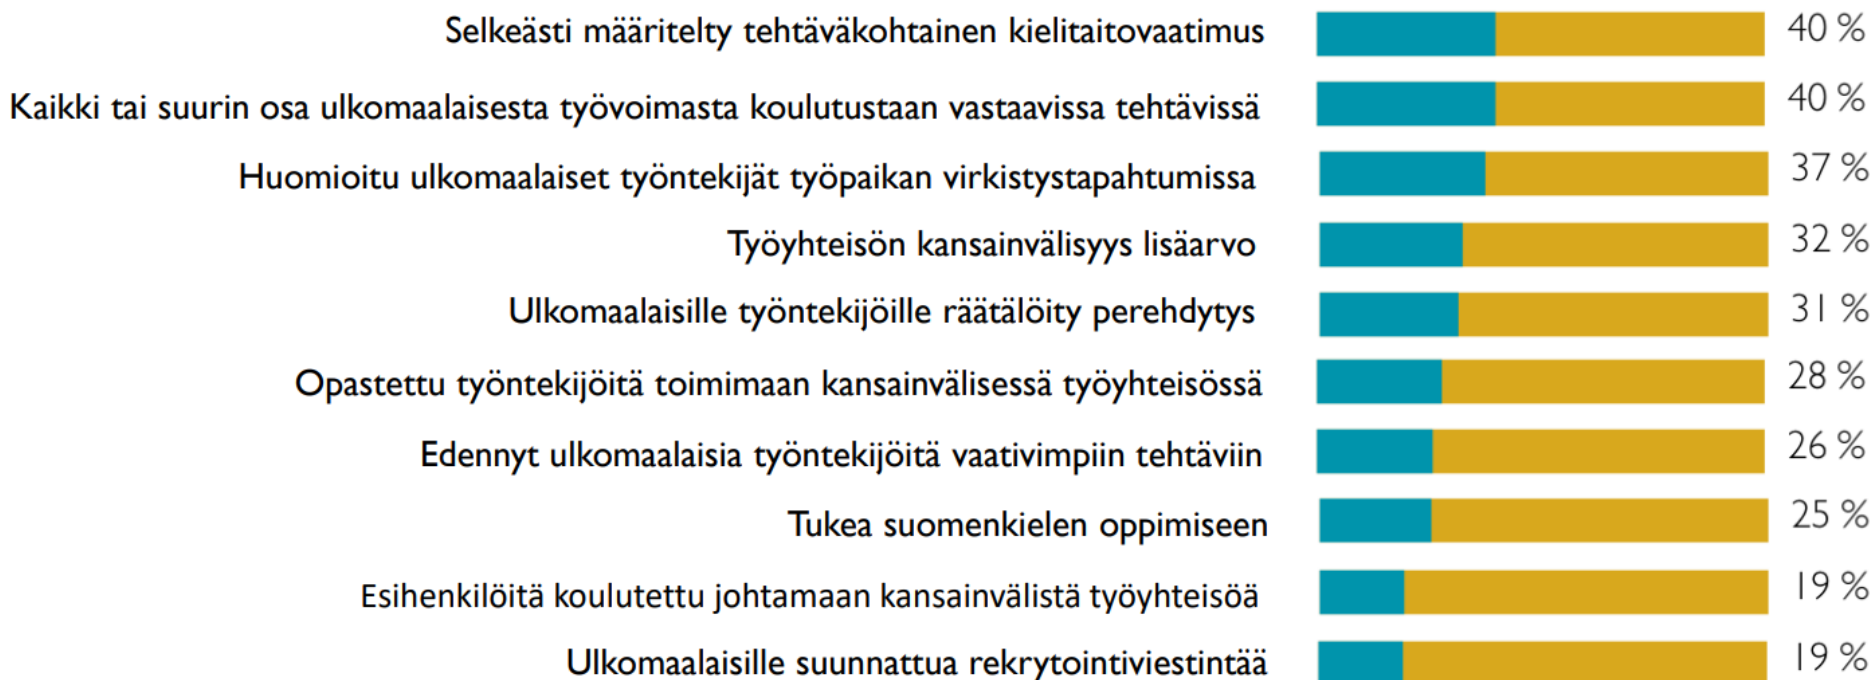 Selkeästi määritelty tehtäväkohtainen kielitaitovaatimus 40 %
Kaikki tai suurin osa ulkomaalaisesta työvoimasta koulutustaan vastaavissa tehtävissä 40 %
Huomioitu ulkomaalaiset työntekijät työpaikan virkistystapahtumissa 37 %
Työyhteisön kansainvälisyys lisäarvo 32 %
Ulkomaalaisille työntekijöille räätälöity perehdytys 31 %
Opastettu työntekijöitä toimimaan kansainvälisessä työyhteisössä 28 %
Edennyt ulkomaalaisia työntekijöitä vaativimpiin tehtäviin 26 %
Tukea suomenkielen oppimiseen 25 %
Esihenkilöitä koulutettu johtamaan kansainvälistä työyhteisöä 19 %
Ulkomaalaisille suunnattua rekrytointiviestintää 19 %